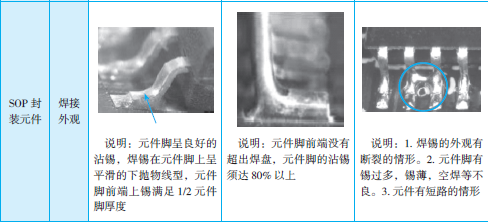 SOP 封
装元件
焊接
外观
说明：元件脚呈良好的
沾锡，焊锡在元件脚上呈
平滑的下抛物线型，元件
脚前端上锡满足 1/2 元件
脚厚度
说明：元件脚前端没有
超出焊盘，元件脚的沾锡
须达 80% 以上
说明：1. 焊锡的外观有
断裂的情形。2. 元件脚有
锡过多，锡薄，空焊等不
良。3. 元件有短路的情形